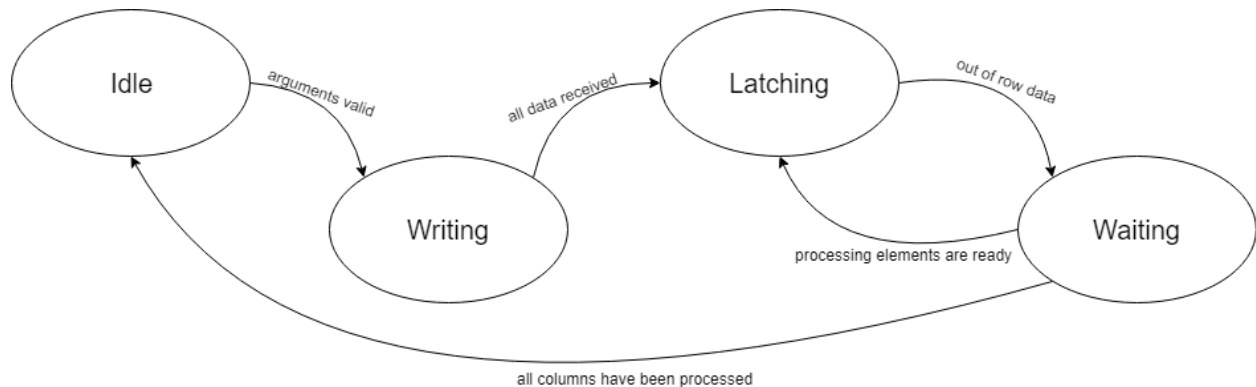 Idle
arguments valid
Writing
all data received
Latching
out of row data
Waiting
processing elements are ready
all columns have been processed